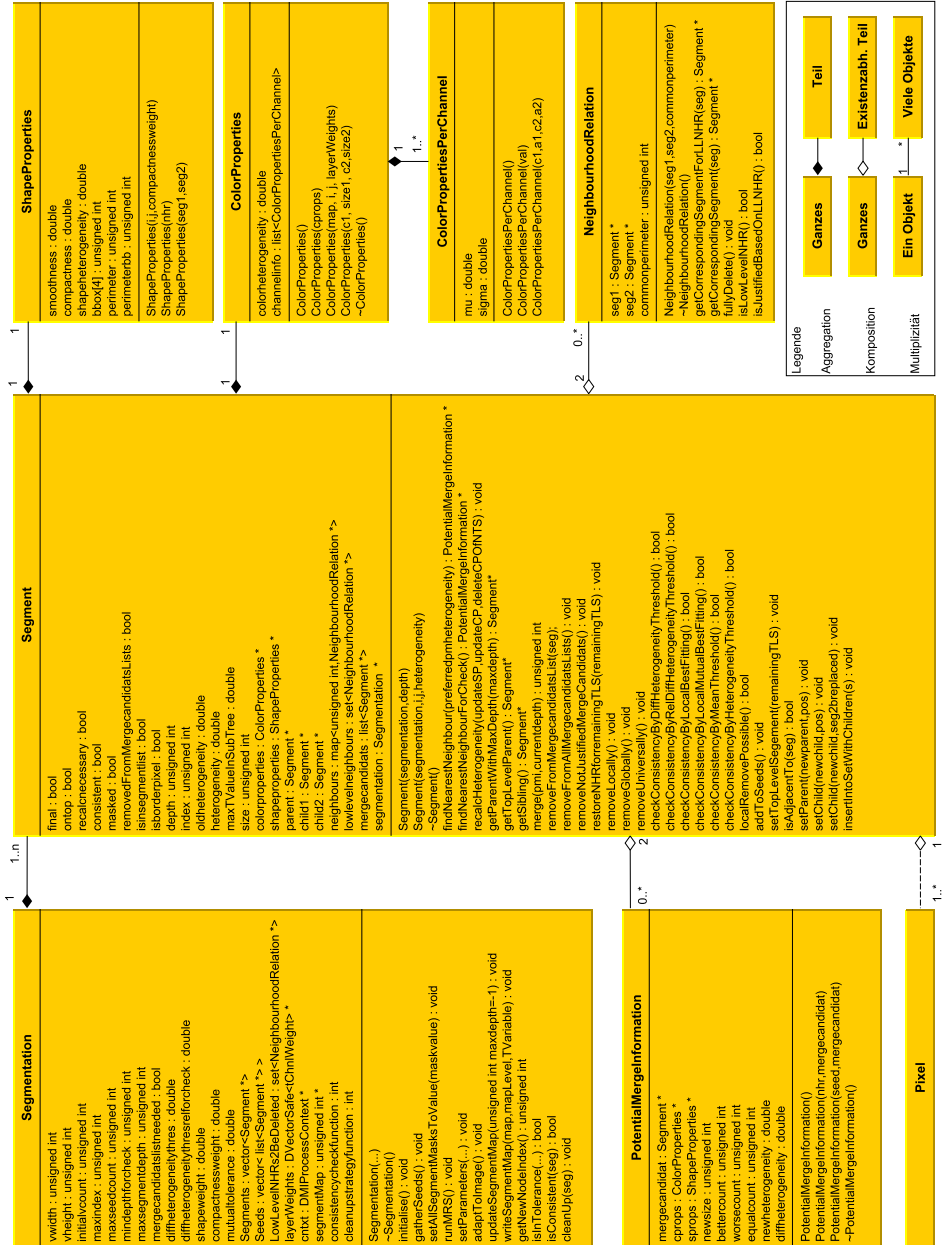 Segmentation
vwidth : unsigned int
vheight : unsigned int
initialvcount : unsigned int
maxindex : unsigned int
maxseedcount : unsigned int
mindepthforcheck : unsigned int
maxsegmentdepth : unsigned int
mergecandidatslistneeded : bool
diffheterogeneitythres : double
diffheterogeneitythresrelforcheck : double
shapeweight : double
compactnessweight : double
mutualtolerance : double
Segments : vector<Segment *>
Seeds : vector< list<Segment *> >
LowLevelNHRs2BeDeleted : set<NeighbourhoodRelation *>
layerWeights : DVectorSafe<tChnlWeight> *
cntxt : DMIProcessContext *
segmentMap : unsigned int *
consistencycheckfunction : int
cleanupstrategyfunction : int
Segmentation(...)
~Segmentation()
initialise() : void
gatherSeeds() : void
setAllSegmentMasksToValue(maskvalue) : void
runMRS() : void
setParameters(...) : void
adaptToImage() : void
updateSegmentMap(unsigned int maxdepth=-1) : void
writeSegmentMap(map,mapLevel,TVariable) : void
getNewNodeIndex() : unsigned int
isInTolerance(...) : bool
isConsistent(seg) : bool
cleanUp(seg) : void
1
1..n
PotentialMergeInformation
mergecandidat : Segment *
cprops : ColorProperties *
sprops : ShapeProperties *
newsize : unsigned int
bettercount : unsigned int
worsecount : unsigned int
equalcount : unsigned int
newheterogeneity : double
diffheterogeneity : double
PotentialMergeInformation()
PotentialMergeInformation(nhr,mergecandidat)
PotentialMergeInformation(seed,mergecandidat)
~PotentialMergeInformation()
0..*
2
Pixel
1..*
1
Segment
final : bool
ontop : bool
recalcnecessary : bool
consistent : bool
masked : bool
removedFromMergecandidatsLists : bool
isinsegmentlist : bool
isborderpixel : bool
depth : unsigned int
index : unsigned int
oldheterogeneity : double
heterogeneity : double
maxTValueInSubTree : double
size : unsigned int
colorproperties : ColorProperties *
shapeproperties : ShapeProperties *
parent : Segment *
child1 : Segment *
child2 : Segment *
neighbours : map<unsigned int,NeighbourhoodRelation *>
lowlevelneighbours : set<NeighbourhoodRelation *>
mergecandidats : list<Segment *>
segmentation : Segmentation *
Segment(segmentation,depth)
Segment(segmentation,i,j,heterogeneity)
~Segment()
findNearestNeighbour(preferredpmheterogeneity) : PotentialMergeInformation *
findNearestNeighbourForCheck() : PotentialMergeInformation *
recalcHeterogeneity(updateSP,updateCP,deleteCPOfNTS) : void
getParentWithMaxDepth(maxdepth) : Segment*
getTopLevelParent() : Segment*
getSibling() : Segment*
merge(pmi,currentdepth) : unsigned int
removeFromMergecandidatsList(seg);
removeFromAllMergecandidatsLists() : void
removeNotJustifiedMergeCandidats() : void
restoreNHRforremainingTLS(remainingTLS) : void
removeLocally() : void
removeGlobally() : void
removeUniversally() : void
checkConsistencyByDiffHeterogeneityThreshold() : bool
checkConsistencyByRelDiffHeterogeneityThreshold() : bool
checkConsistencyByLocalBestFitting() : bool
checkConsistencyByLocalMutualBestFitting() : bool
checkConsistencyByMeanThreshold() : bool
checkConsistencyByHeterogeneityThreshold() : bool
localRemovePossible() : bool
addToSeeds() : void
setTopLevelSegement(remainingTLS) : void
isAdjacentTo(seg) : bool
setParent(newparent,pos) : void
setChild(newchild,pos) : void
setChild(newchild,seg2breplaced) : void
insertIntoSetWithChildren(s) : void
1
1
ShapeProperties
smoothness : double
compactness : double
shapeheterogeneity : double
bbox[4] : unsigned int
perimeter : unsigned int
perimeterbb : unsigned int
ShapeProperties(i,j,compactnessweight)
ShapeProperties(nhr)
ShapeProperties(seg1,seg2)
1
1
ColorProperties
colorheterogeneity : double
channelinfo : list<ColorPropertiesPerChannel>
ColorProperties()
ColorProperties(cprops)
ColorProperties(map, i, j, layerWeights)
ColorProperties(c1, size1, c2, size2)
~ColorProperties()
1
1..*
ColorPropertiesPerChannel
mu : double
sigma : double
ColorPropertiesPerChannel()
ColorPropertiesPerChannel(val)
ColorPropertiesPerChannel(c1,a1,c2,a2)
2
0..*
NeighbourhoodRelation
seg1 : Segment *
seg2 : Segment *
commonperimeter : unsigned int
NeighbourhoodRelation(seg1,seg2,commonperimeter)
~NeighbourhoodRelation()
getCorrespondingSegmentForLLNHR(seg) : Segment *
getCorrespondingSegment(seg) : Segment *
fullyDelete() : void
isLowLevelNHR() : bool
isJustifiedBasedOnLLNHR() : bool
Legende
Aggregation
Ganzes
Teil
Komposition
Ganzes
Existenzabh. Teil
Multiplizität
Ein Objekt
1
*
Viele Objekte